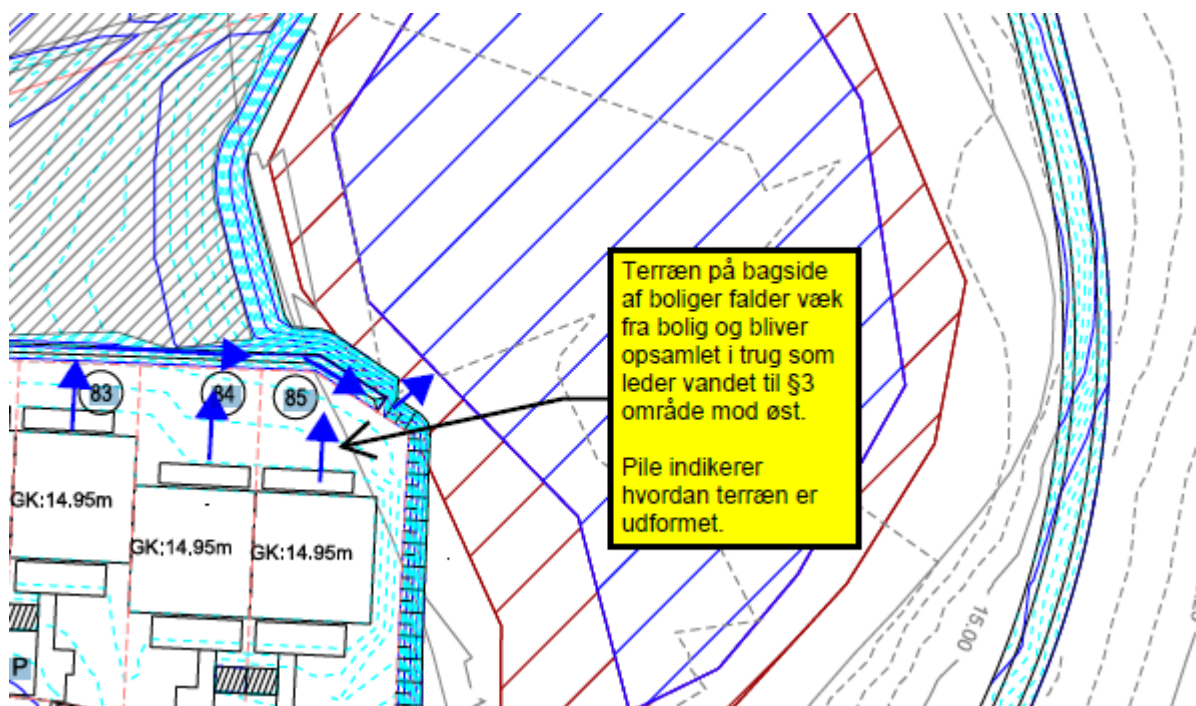 Terræn på bagside
af boliger falder væk
fra bolig og bliver
opsamlet i trug som
leder vandet til §3
område mod øst.
Pile indikerer
hvordan terræn er
udformet.
83
84
85
GK:14.95m
GK:14.95m
GK:14.95m
P
15.00